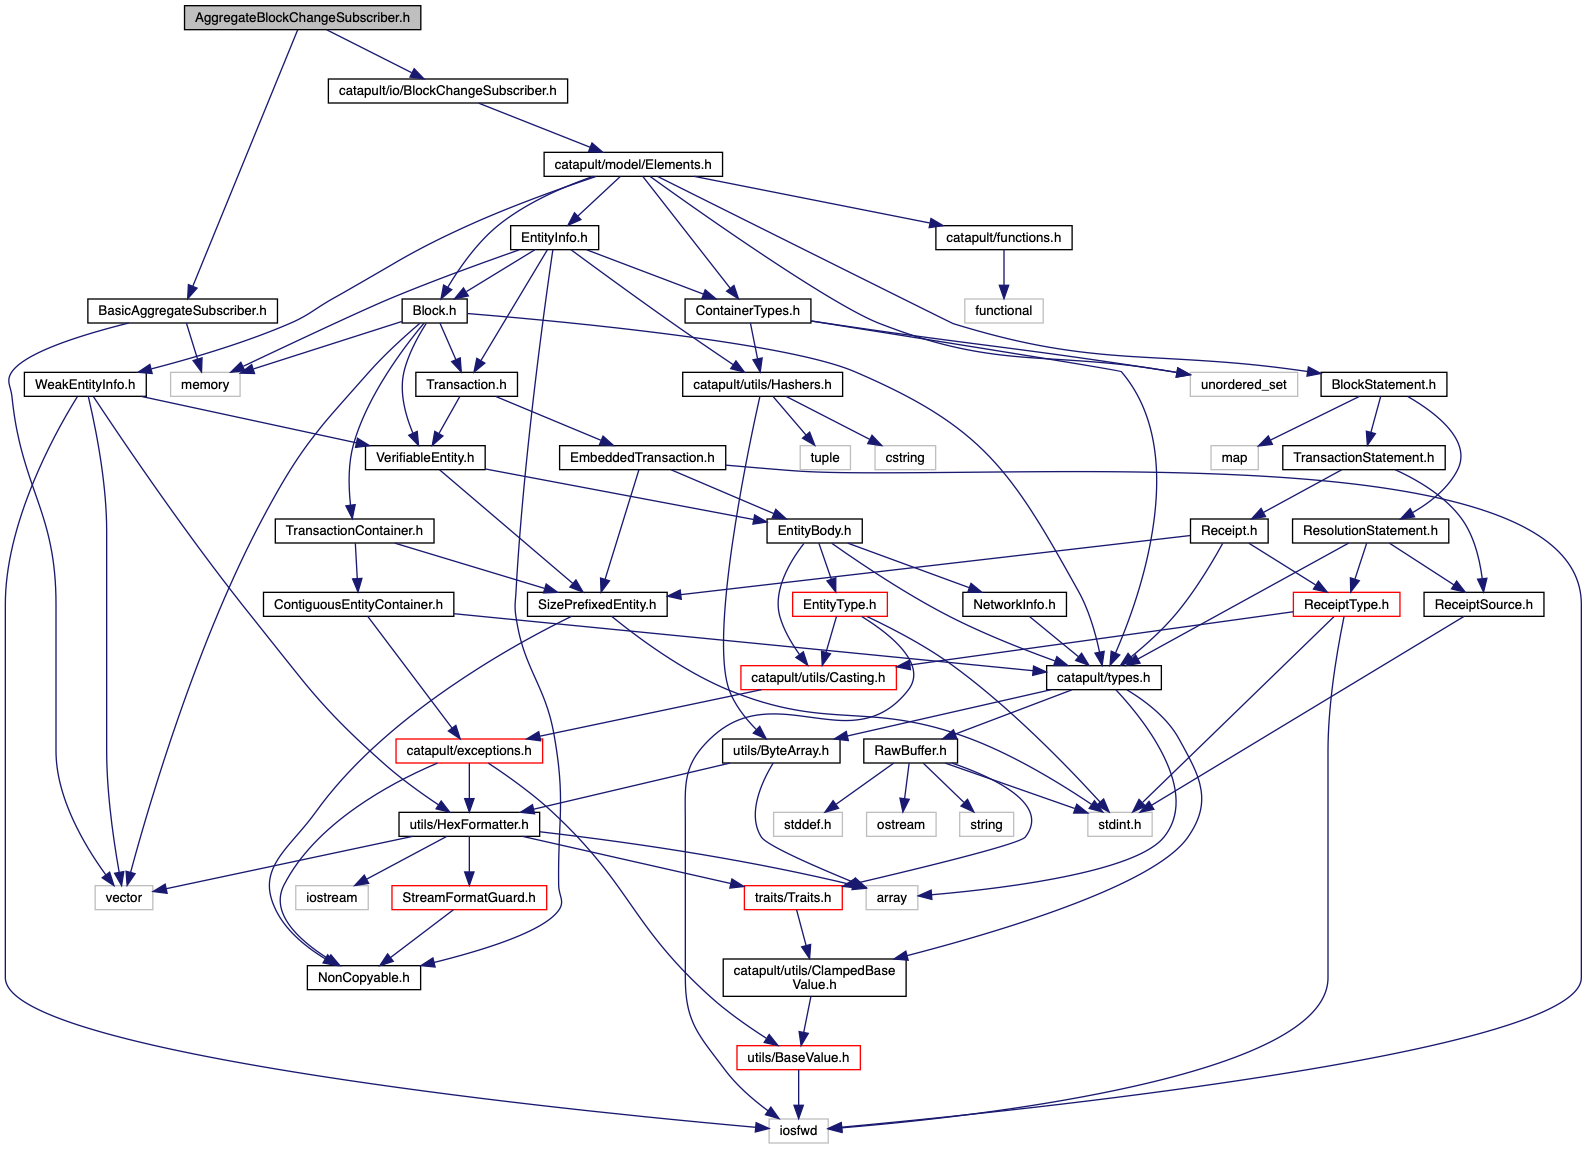 AggregateBlockChangeSubscriber.h
catapult/io/BlockChangeSubscriber.h
catapult/model/Elements.h
EntityInfo.h
catapult/functions.h
BasicAggregateSubscriber.h
Block.h
ContainerTypes.h
functional
WeakEntityInfo.h
memory
Transaction.h
catapult/utils/Hashers.h
unordered_set
BlockStatement.h
VerifiableEntity.h
EmbeddedTransaction.h
tuple
cstring
map
TransactionStatement.h
TransactionContainer.h
EntityBody.h
Receipt.h
ResolutionStatement.h
ContiguousEntityContainer.h
SizePrefixedEntity.h
EntityType.h
NetworkInfo.h
ReceiptType.h
ReceiptSource.h
catapult/utils/Casting.h
catapult/types.h
catapult/exceptions.h
utils/ByteArray.h
RawBuffer.h
utils/HexFormatter.h
stddef.h
ostream
string
stdint.h
vector
iostream
StreamFormatGuard.h
traits/Traits.h
array
NonCopyable.h
catapult/utils/ClampedBase
Value.h
utils/BaseValue.h
iosfwd